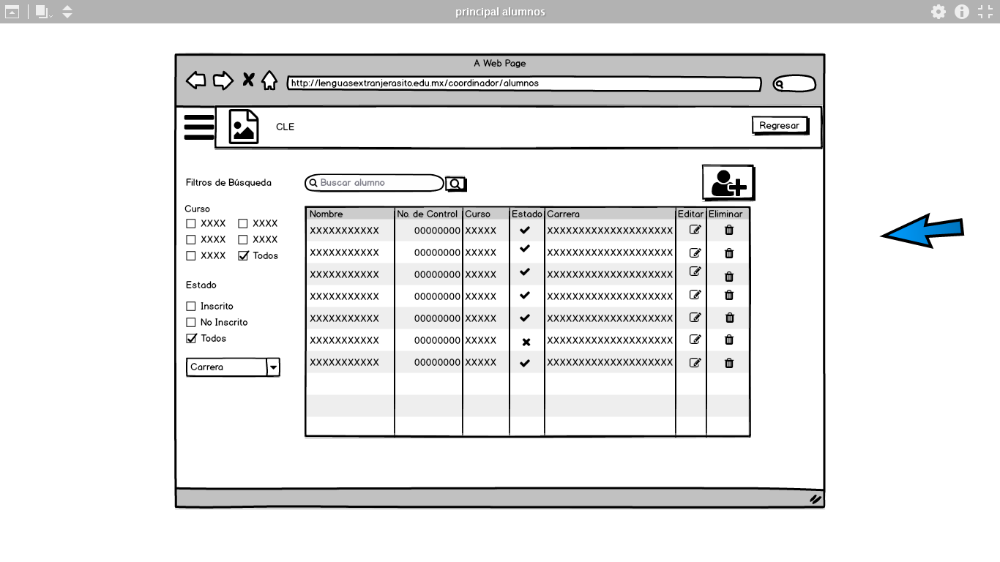 principal alumnos
A Web Page
http://lenguasextranjerasito.edu.mx/coordinador/alumnos
CLE
Regresar
Filtros de Búsqueda
Buscar alumno
Curso
XXXX XXXX
XXXX XXXX
XXXX Todos
Estado
Inscrito
No Inscrito
Todos
Carrera
Nombre No. de Control Curso Estado Carrera Editar Eliminar
XXXXXXXXXXX 00000000 XXXXX XXXXXXXXXXXXXXXXXXXX
XXXXXXXXXXX 00000000 XXXXX XXXXXXXXXXXXXXXXXXXX
XXXXXXXXXXX 00000000 XXXXX XXXXXXXXXXXXXXXXXXXX
XXXXXXXXXXX 00000000 XXXXX XXXXXXXXXXXXXXXXXXXX
XXXXXXXXXXX 00000000 XXXXX XXXXXXXXXXXXXXXXXXXX
XXXXXXXXXXX 00000000 XXXXX XXXXXXXXXXXXXXXXXXXX
XXXXXXXXXXX 00000000 XXXXX XXXXXXXXXXXXXXXXXXXX